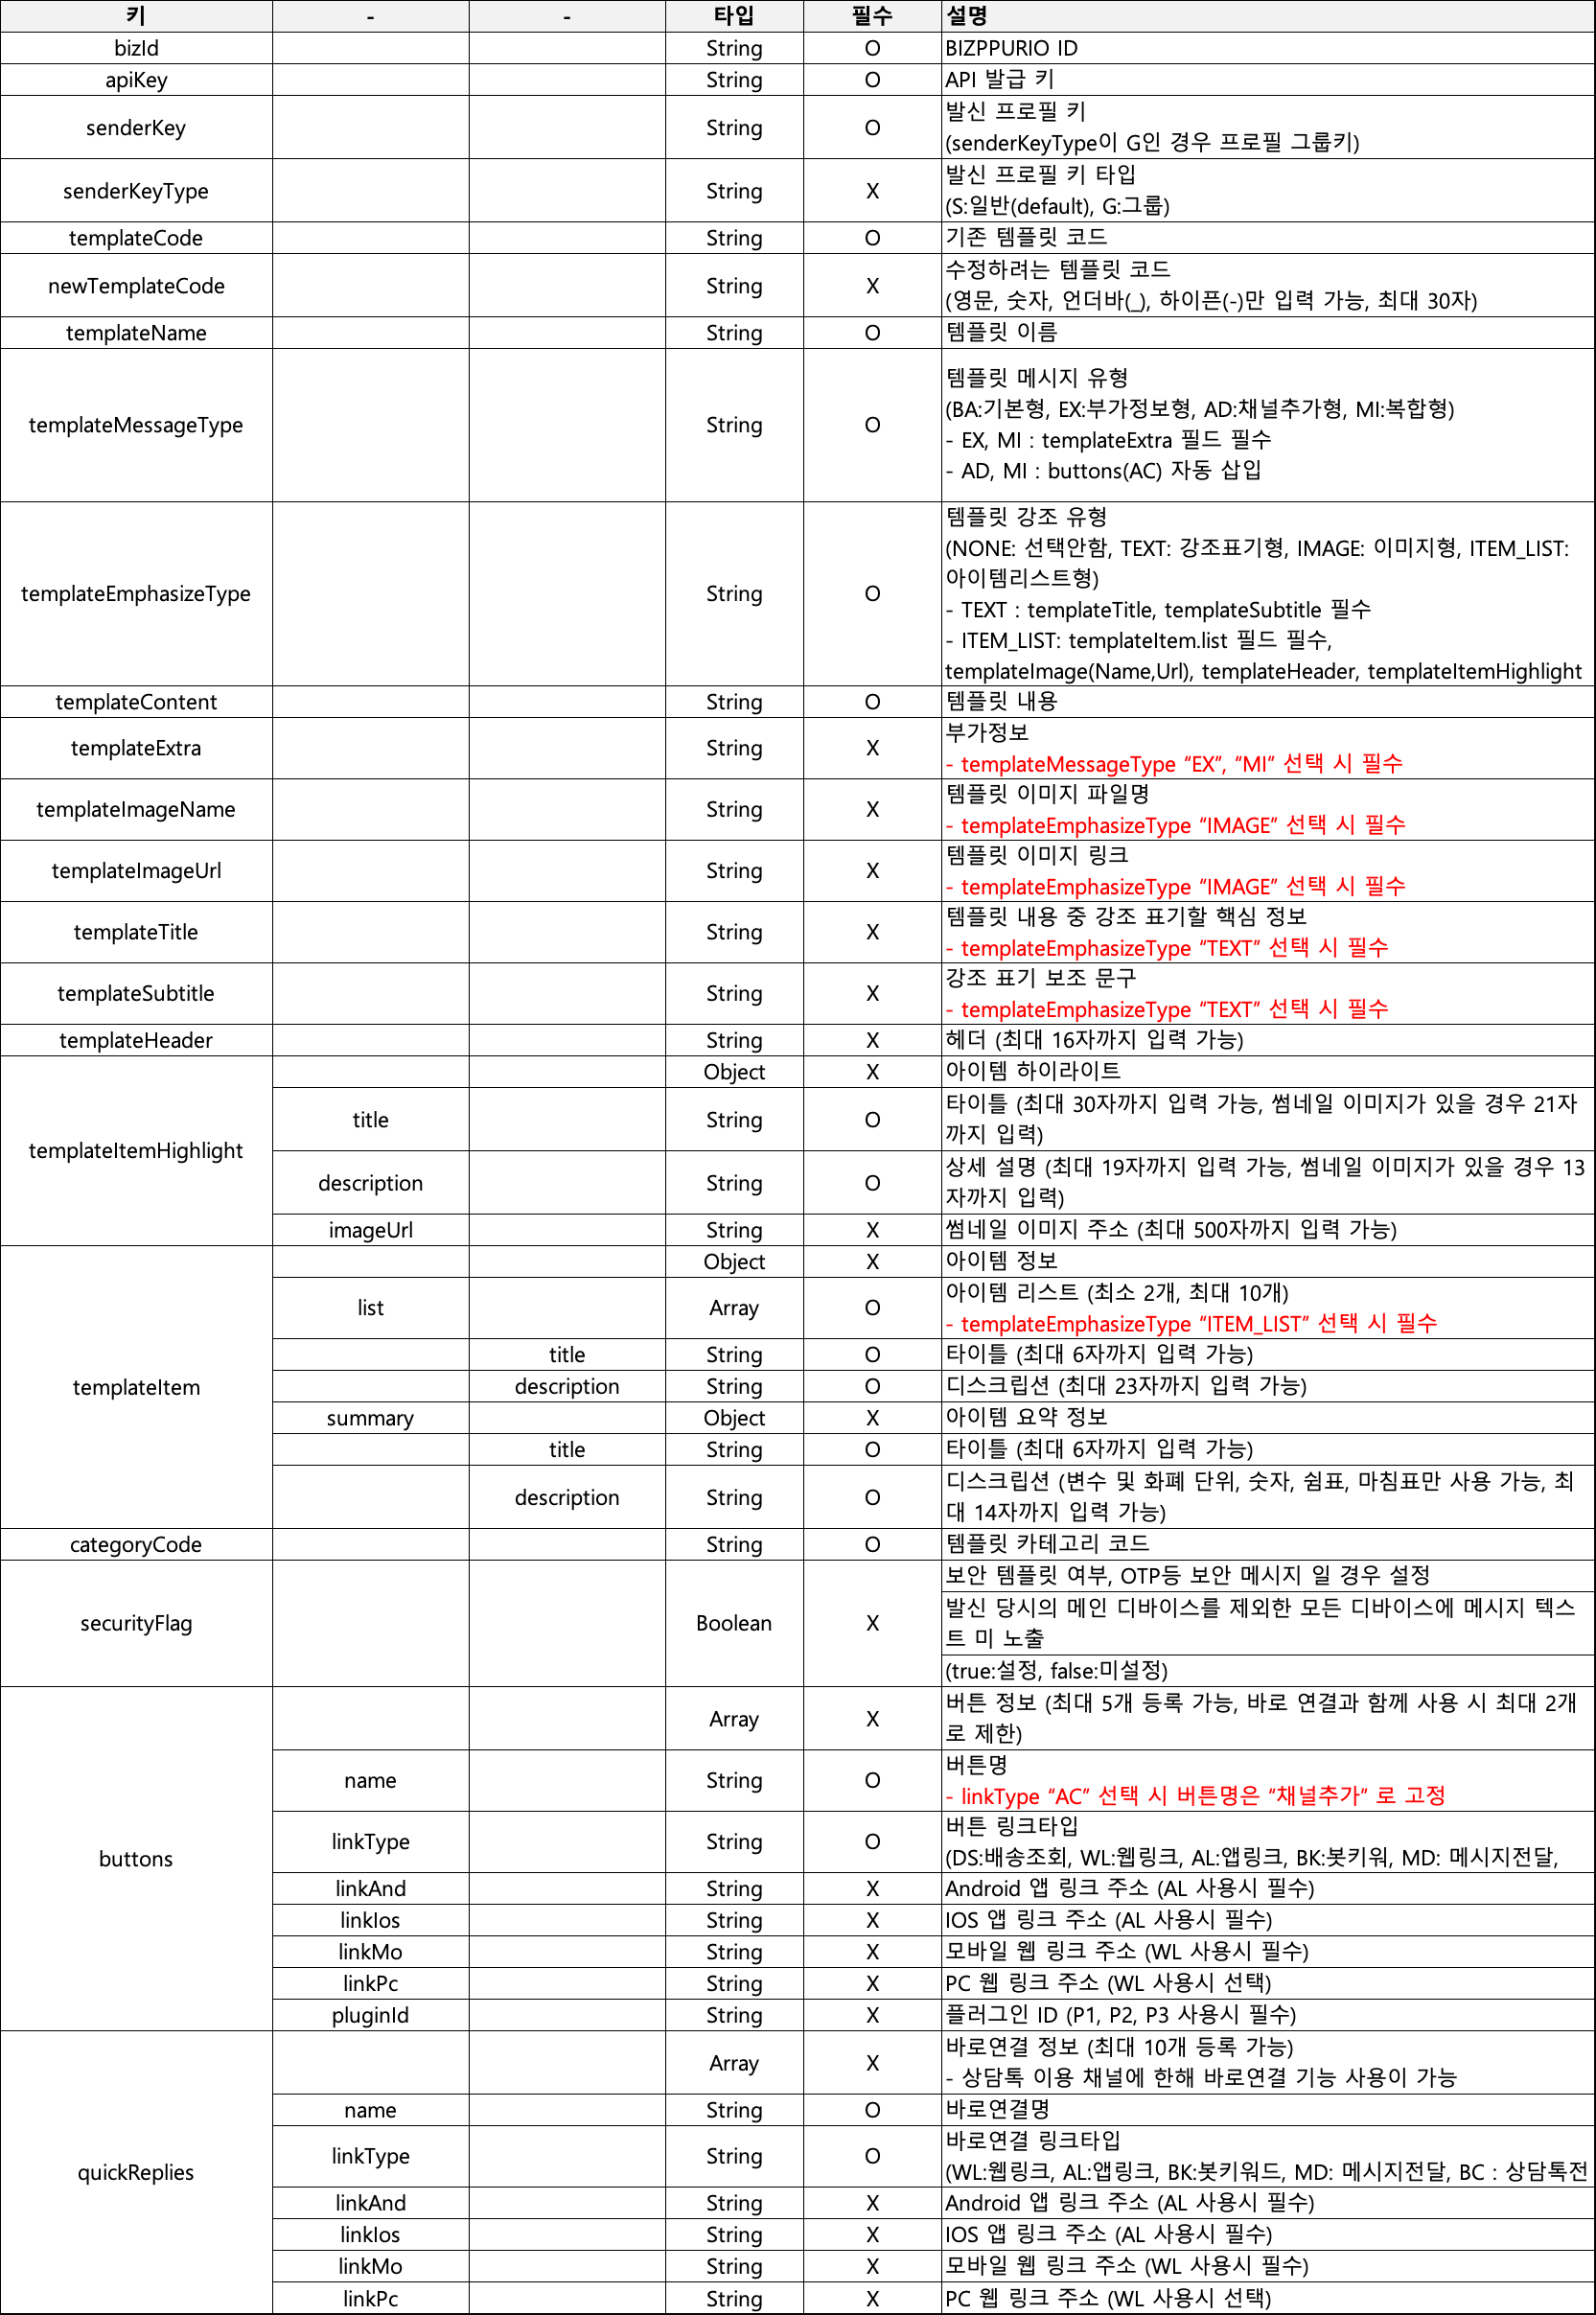 키 - - 타입 필수 설명
bizId String O BIZPPURIO ID
apiKey String O API 발급 키
senderKey String O 발신 프로필 키
(senderKeyType이 G인 경우 프로필 그룹키)
senderKeyType String X 발신 프로필 키 타입
(S:일반(default), G:그룹)
templateCode String O 기존 템플릿 코드
newTemplateCode String X 수정하려는 템플릿 코드
(영문, 숫자, 언더바(_), 하이픈(-)만 입력 가능, 최대 30자)
templateName String O 템플릿 이름
templateMessageType String O 템플릿 메시지 유형
(BA:기본형, EX:부가정보형, AD:채널추가형, MI:복합형)
- EX, MI : templateExtra 필드 필수
- AD, MI : buttons(AC) 자동 삽입
templateEmphasizeType String O 템플릿 강조 유형
(NONE: 선택안함, TEXT: 강조표기형, IMAGE: 이미지형, ITEM_LIST:
아이템리스트형)
- TEXT : templateTitle, templateSubtitle 필수
- ITEM_LIST: templateItem.list 필드 필수,
templateImage(Name,Url), templateHeader, templateItemHighlight
templateContent String O 템플릿 내용
templateExtra String X 부가정보
- templateMessageType “EX”, “MI” 선택 시 필수
templateImageName String X 템플릿 이미지 파일명
- templateEmphasizeType “IMAGE” 선택 시 필수
templateImageUrl String X 템플릿 이미지 링크
- templateEmphasizeType “IMAGE” 선택 시 필수
templateTitle String X 템플릿 내용 중 강조 표기할 핵심 정보
- templateEmphasizeType “TEXT” 선택 시 필수
templateSubtitle String X 강조 표기 보조 문구
- templateEmphasizeType “TEXT” 선택 시 필수
templateHeader String X 헤더 (최대 16자까지 입력 가능)
templateItemHighlight Object X 아이템 하이라이트
title String O 타이틀 (최대 30자까지 입력 가능, 썸네일 이미지가 있을 경우 21자
까지 입력)
description String O 상세 설명 (최대 19자까지 입력 가능, 썸네일 이미지가 있을 경우 13
자까지 입력)
imageUrl String X 썸네일 이미지 주소 (최대 500자까지 입력 가능)
templateItem Object X 아이템 정보
list Array O 아이템 리스트 (최소 2개, 최대 10개)
- templateEmphasizeType “ITEM_LIST” 선택 시 필수
title String O 타이틀 (최대 6자까지 입력 가능)
description String O 디스크립션 (최대 23자까지 입력 가능)
summary Object X 아이템 요약 정보
title String O 타이틀 (최대 6자까지 입력 가능)
description String O 디스크립션 (변수 및 화폐 단위, 숫자, 쉼표, 마침표만 사용 가능, 최
대 14자까지 입력 가능)
categoryCode String O 템플릿 카테고리 코드
securityFlag Boolean X 보안 템플릿 여부, OTP등 보안 메시지 일 경우 설정
발신 당시의 메인 디바이스를 제외한 모든 디바이스에 메시지 텍스
트 미 노출
(true:설정, false:미설정)
buttons Array X 버튼 정보 (최대 5개 등록 가능, 바로 연결과 함께 사용 시 최대 2개
로 제한)
name String O 버튼명
- linkType “AC” 선택 시 버튼명은 “채널추가” 로 고정
linkType String O 버튼 링크타입
(DS:배송조회, WL:웹링크, AL:앱링크, BK:봇키워, MD: 메시지전달,
linkAnd String X Android 앱 링크 주소 (AL 사용시 필수)
linkIos String X IOS 앱 링크 주소 (AL 사용시 필수)
linkMo String X 모바일 웹 링크 주소 (WL 사용시 필수)
linkPc String X PC 웹 링크 주소 (WL 사용시 선택)
pluginId String X 플러그인 ID (P1, P2, P3 사용시 필수)
quickReplies Array X 바로연결 정보 (최대 10개 등록 가능)
- 상담톡 이용 채널에 한해 바로연결 기능 사용이 가능
name String O 바로연결명
linkType String O 바로연결 링크타입
(WL:웹링크, AL:앱링크, BK:봇키워드, MD: 메시지전달, BC : 상담톡전
linkAnd String X Android 앱 링크 주소 (AL 사용시 필수)
linkIos String X IOS 앱 링크 주소 (AL 사용시 필수)
linkMo String X 모바일 웹 링크 주소 (WL 사용시 필수)
linkPc String X PC 웹 링크 주소 (WL 사용시 선택)